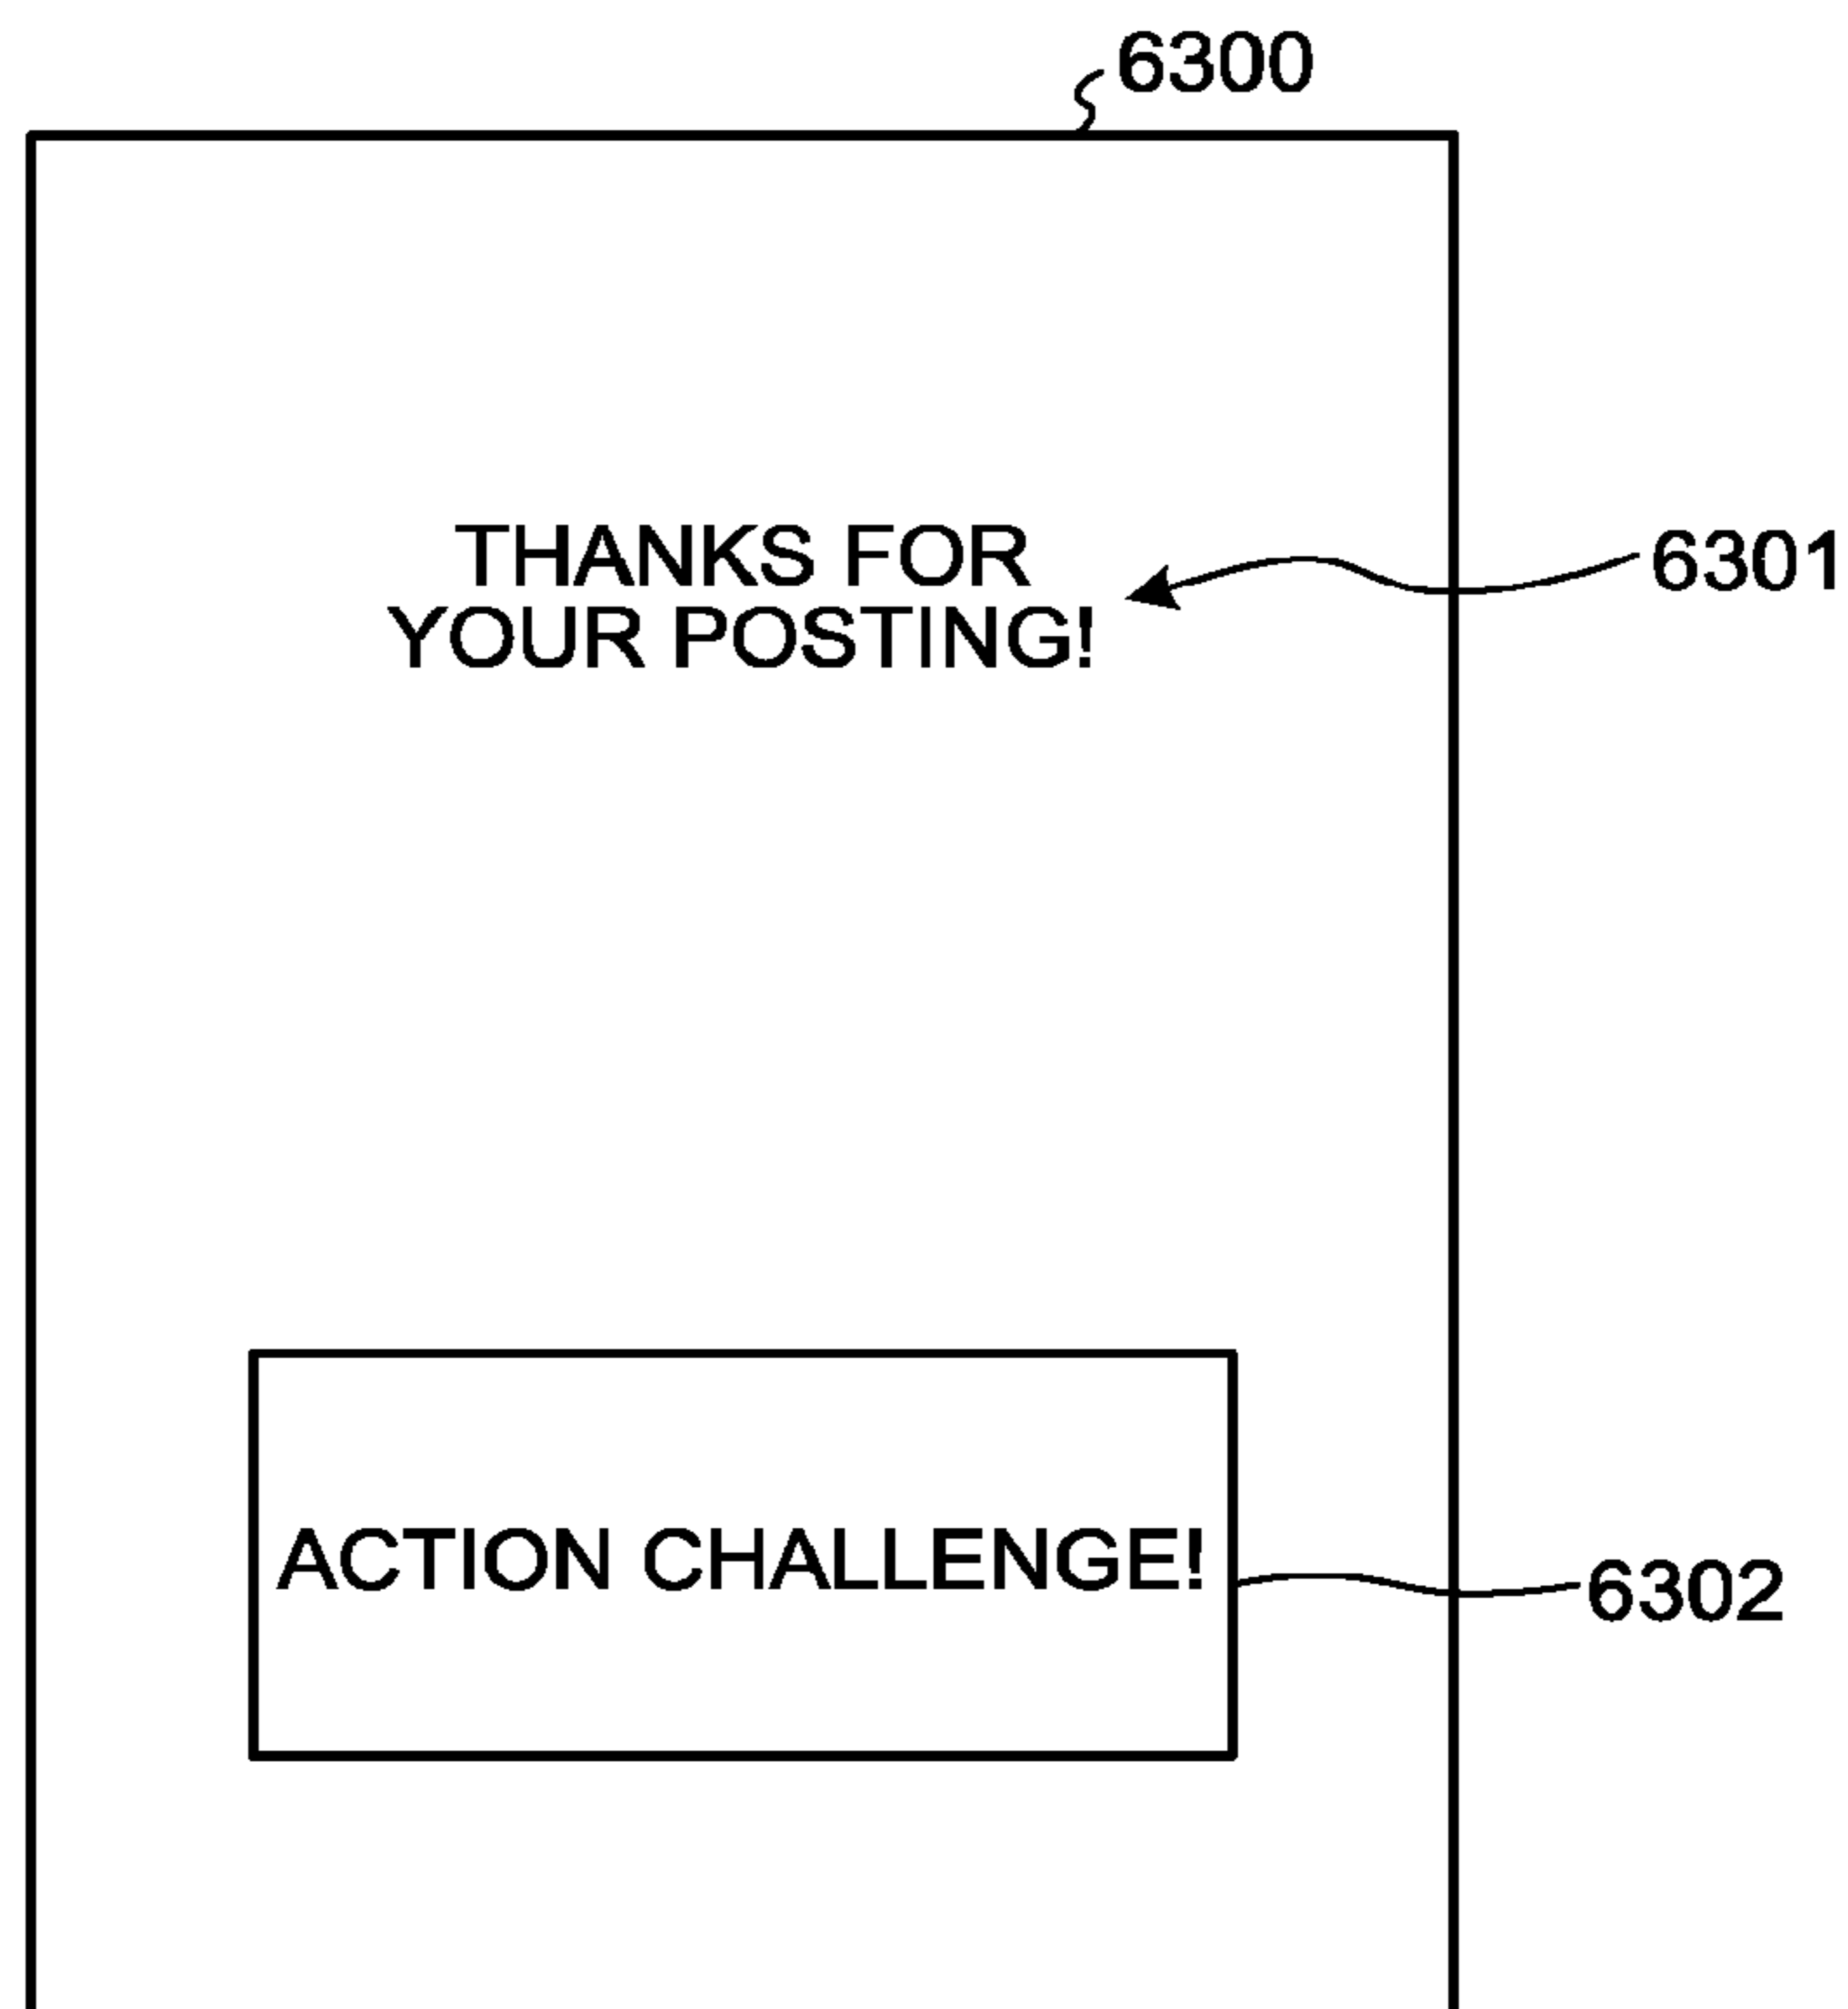 6300
THANKS FOR
YOUR POSTING!
6301
ACTION CHALLENGE!
6302